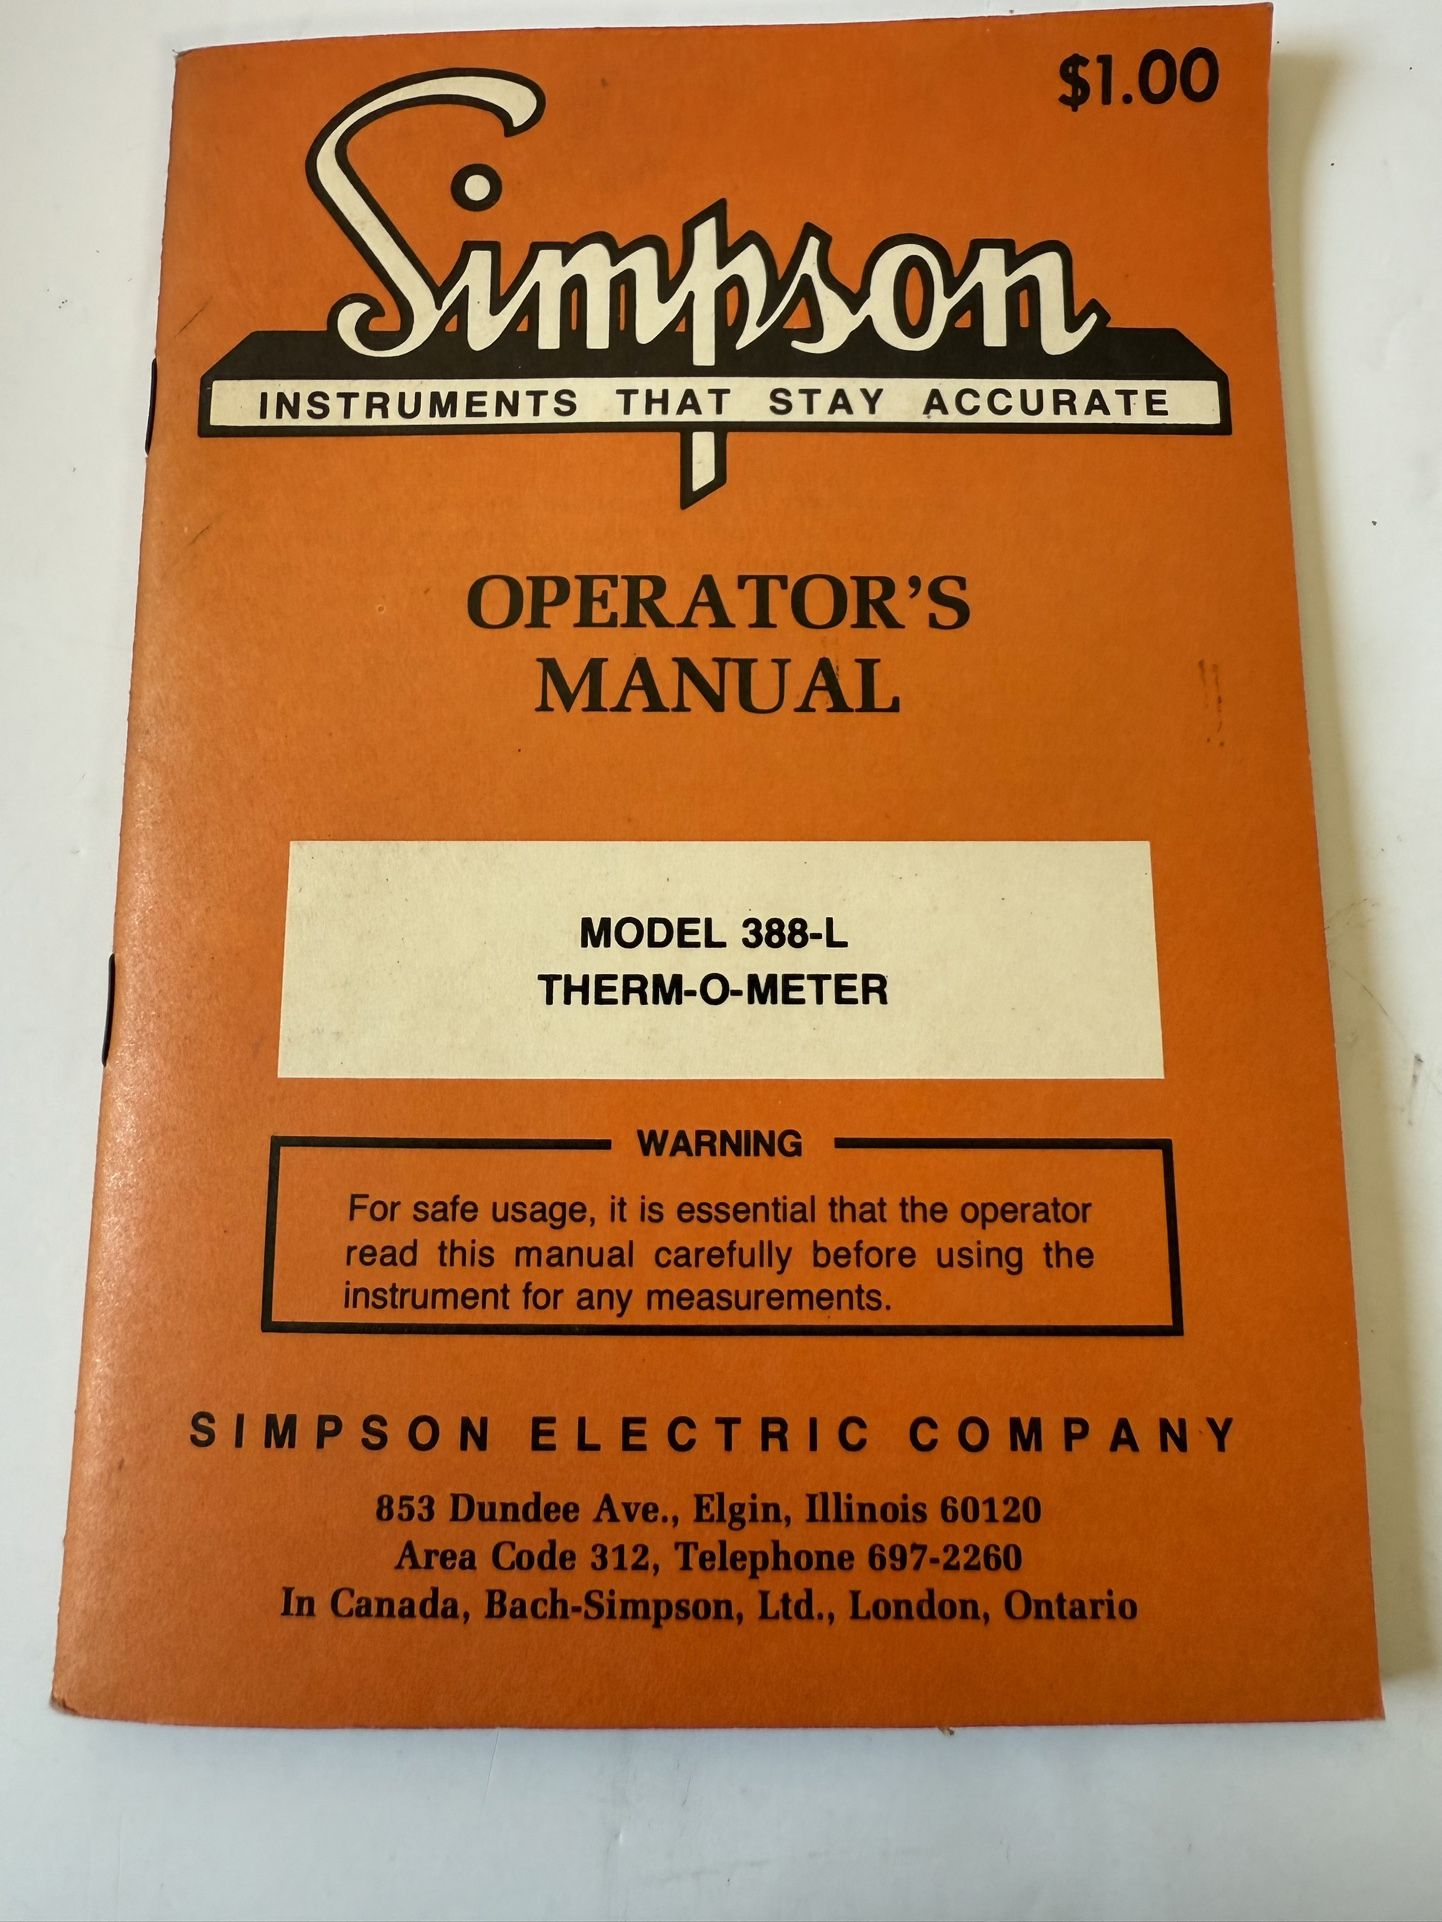 $1.00
Simpson
INSTRUMENTS THAT STAY ACCURATE
OPERATOR'S
MANUAL
MODEL 388-L
THERM-O-METER
WARNING
For safe usage, it is essential that the operator
read this manual carefully before using the
instrument for any measurements.
SIMPSON ELECTRIC COMPANY
853 Dundee Ave., Elgin, Illinois 60120
Area Code 312, Telephone 697-2260
In Canada, Bach-Simpson, Ltd., London, Ontario